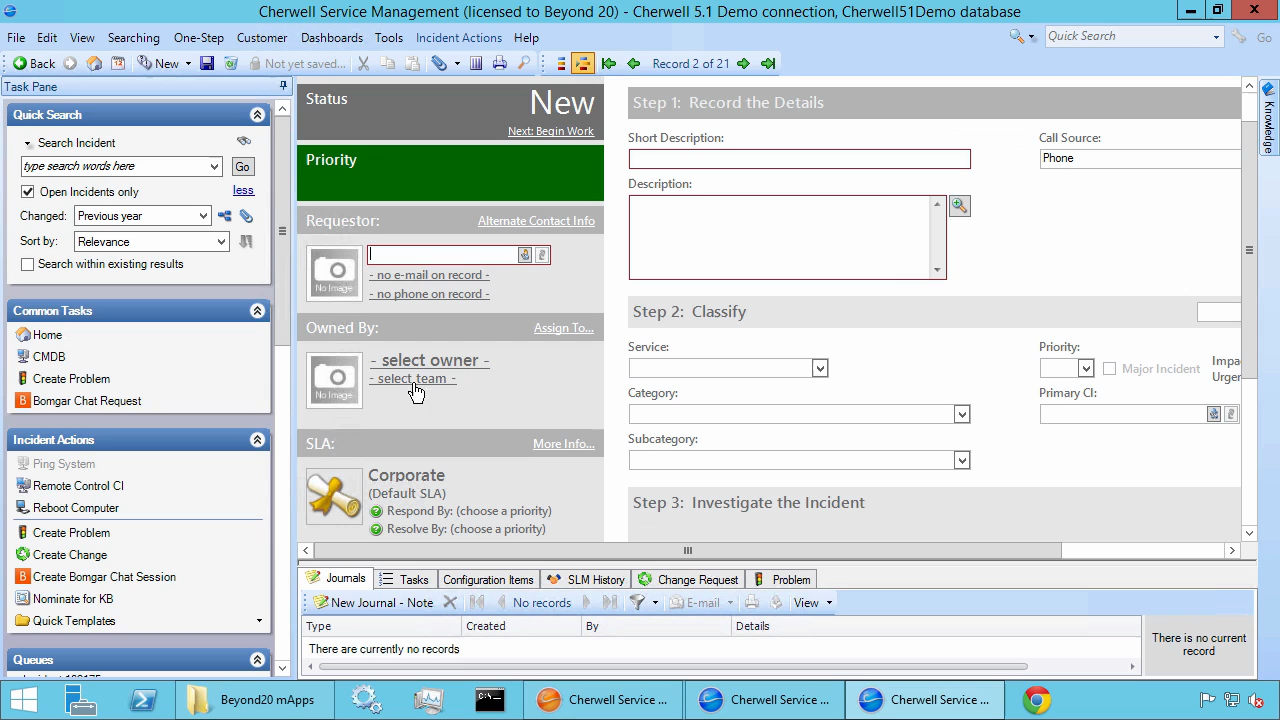 Cherwell Service Management (licensed to Beyond 20) - Cherwell 5.1 Demo connection, Cherwell51Demo database
File Edit View Searching One-Step Customer Dashboards Tools Incident Actions Help
Quick Search Go
Back New Not yet saved... Record 2 of 21
Task Pane
Quick Search
Search Incident
type search words here Go
Open Incidents only less
Changed: Previous year
Sort by: Relevance
Search within existing results
Common Tasks
Home
CMDB
Create Problem
Bomgar Chat Request
Incident Actions
Ping System
Remote Control CI
Reboot Computer
Create Problem
Create Change
Create Bomgar Chat Session
Nominate for KB
Quick Templates
Queues
Status New
Next: Begin Work
Priority
Requestor: Alternate Contact Info
No Image
- no e-mail on record -
- no phone on record -
Owned By: Assign To...
- select owner -
- select team -
No Image
SLA: More Info...
Corporate
(Default SLA)
Respond By: (choose a priority)
Resolve By: (choose a priority)
Step 1: Record the Details
Short Description: Call Source:
Phone
Description:
Step 2: Classify
Service: Priority:
Major Incident
Impa
Urger
Category: Primary CI:
Subcategory:
Step 3: Investigate the Incident
Knowledge
Journals Tasks Configuration Items SLM History Change Request Problem
New Journal - Note No records E-mail View
Type Created By Details
There are currently no records
There is no current
record
Beyond20 mApps Cherwell Service ... Cherwell Service ... Cherwell Service ...